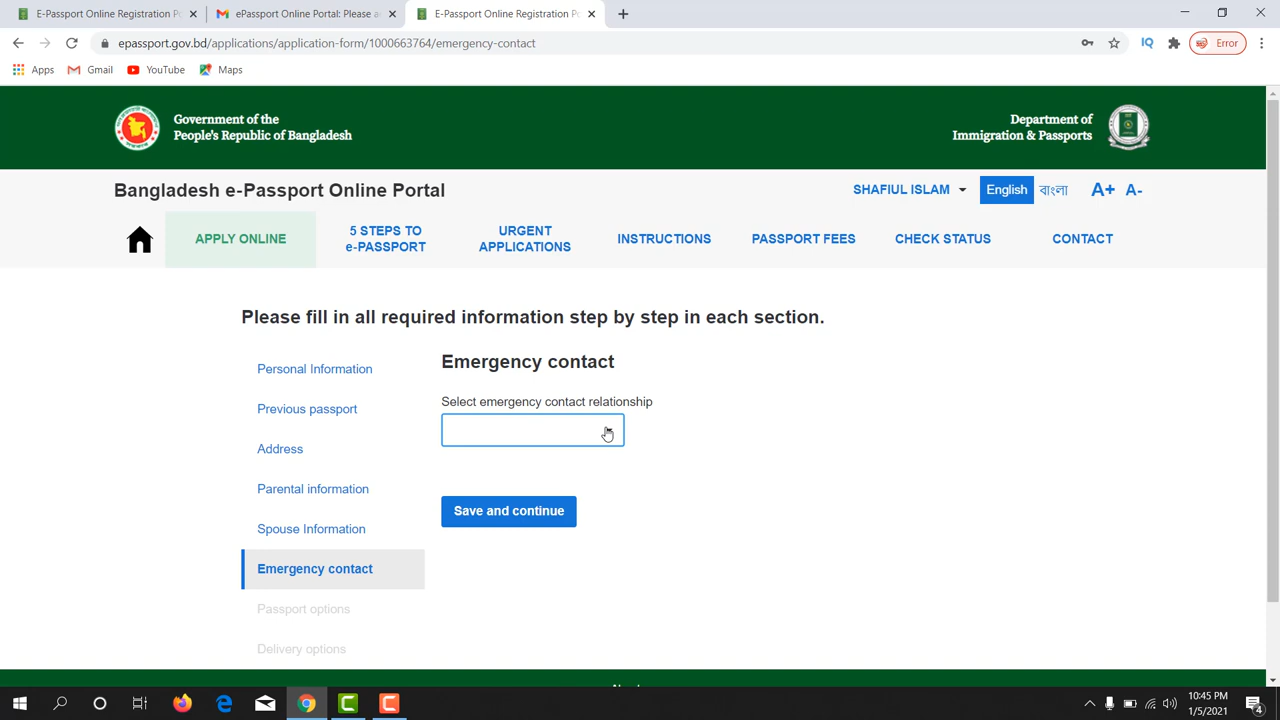 E-Passport Online Registration Po
ePassport Online Portal: Please a
E-Passport Online Registration Po
epassport.gov.bd/applications/application-form/1000663764/emergency-contact
IQ
Error
Apps
Gmail
YouTube
Maps
Government of the
People's Republic of Bangladesh
Department of
Immigration & Passports
Bangladesh e-Passport Online Portal
SHAFIUL ISLAM
English
বাংলা
A+
A-
APPLY ONLINE
5 STEPS TO
e-PASSPORT
URGENT
APPLICATIONS
INSTRUCTIONS
PASSPORT FEES
CHECK STATUS
CONTACT
Please fill in all required information step by step in each section.
Personal Information
Previous passport
Address
Parental information
Spouse Information
Emergency contact
Passport options
Delivery options
Emergency contact
Select emergency contact relationship
Save and continue
10:45 PM
1/5/2021
4